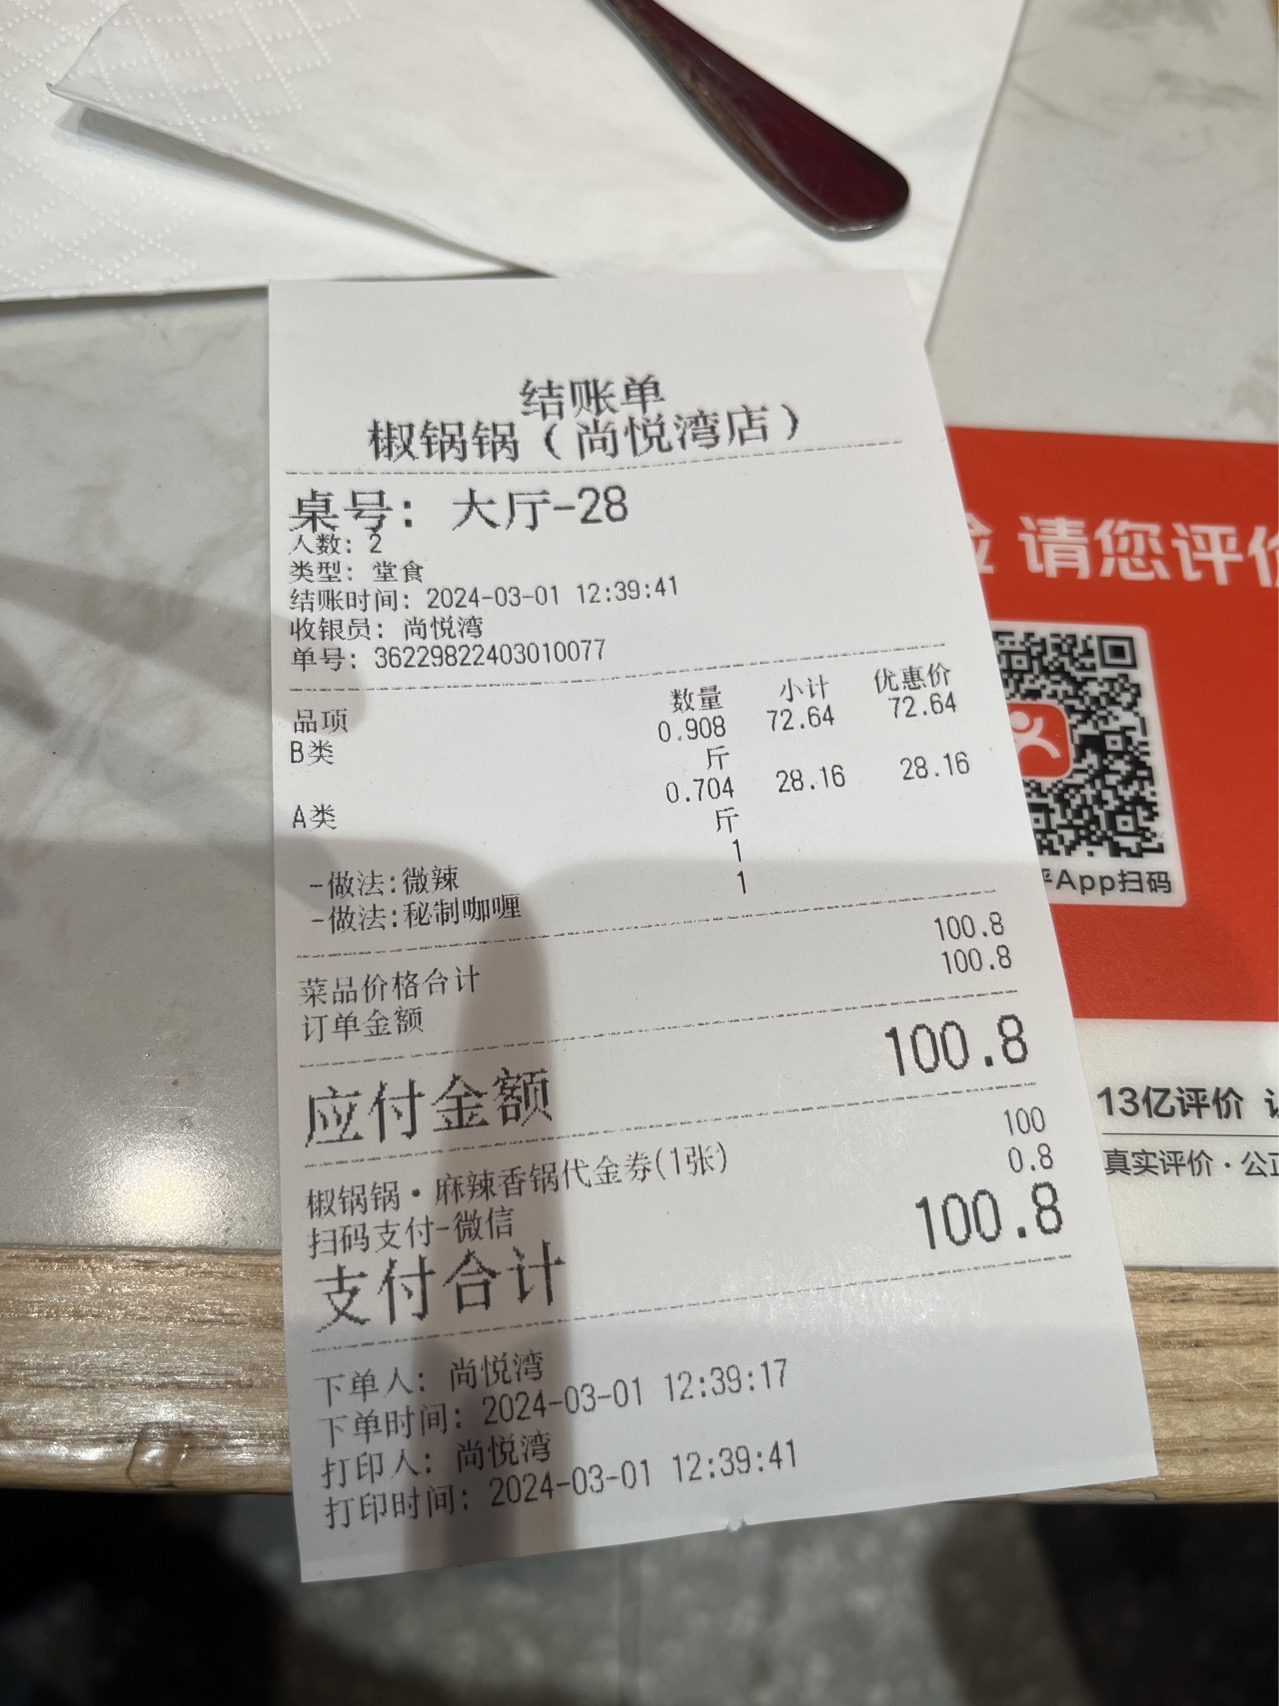 结账单
椒锅锅（尚悦湾店）
桌号：大厅-28
人数：2
类型：堂食
结账时间：2024-03-01 12:39:41
收银员：尚悦湾
单号：36229822403010077
品项 数量 小计 优惠价
B类 0.908斤 72.64 72.64
A类 0.704斤 28.16 28.16
-做法:微辣 1
-做法:秘制咖喱 1
菜品价格合计 100.8
订单金额 100.8
应付金额 100.8
椒锅锅·麻辣香锅代金券(1张) 100
扫码支付-微信 0.8
支付合计 100.8
下单人：尚悦湾
下单时间：2024-03-01 12:39:17
打印人：尚悦湾
打印时间：2024-03-01 12:39:41
请您评价
App扫码
13亿评价
真实评价·公正